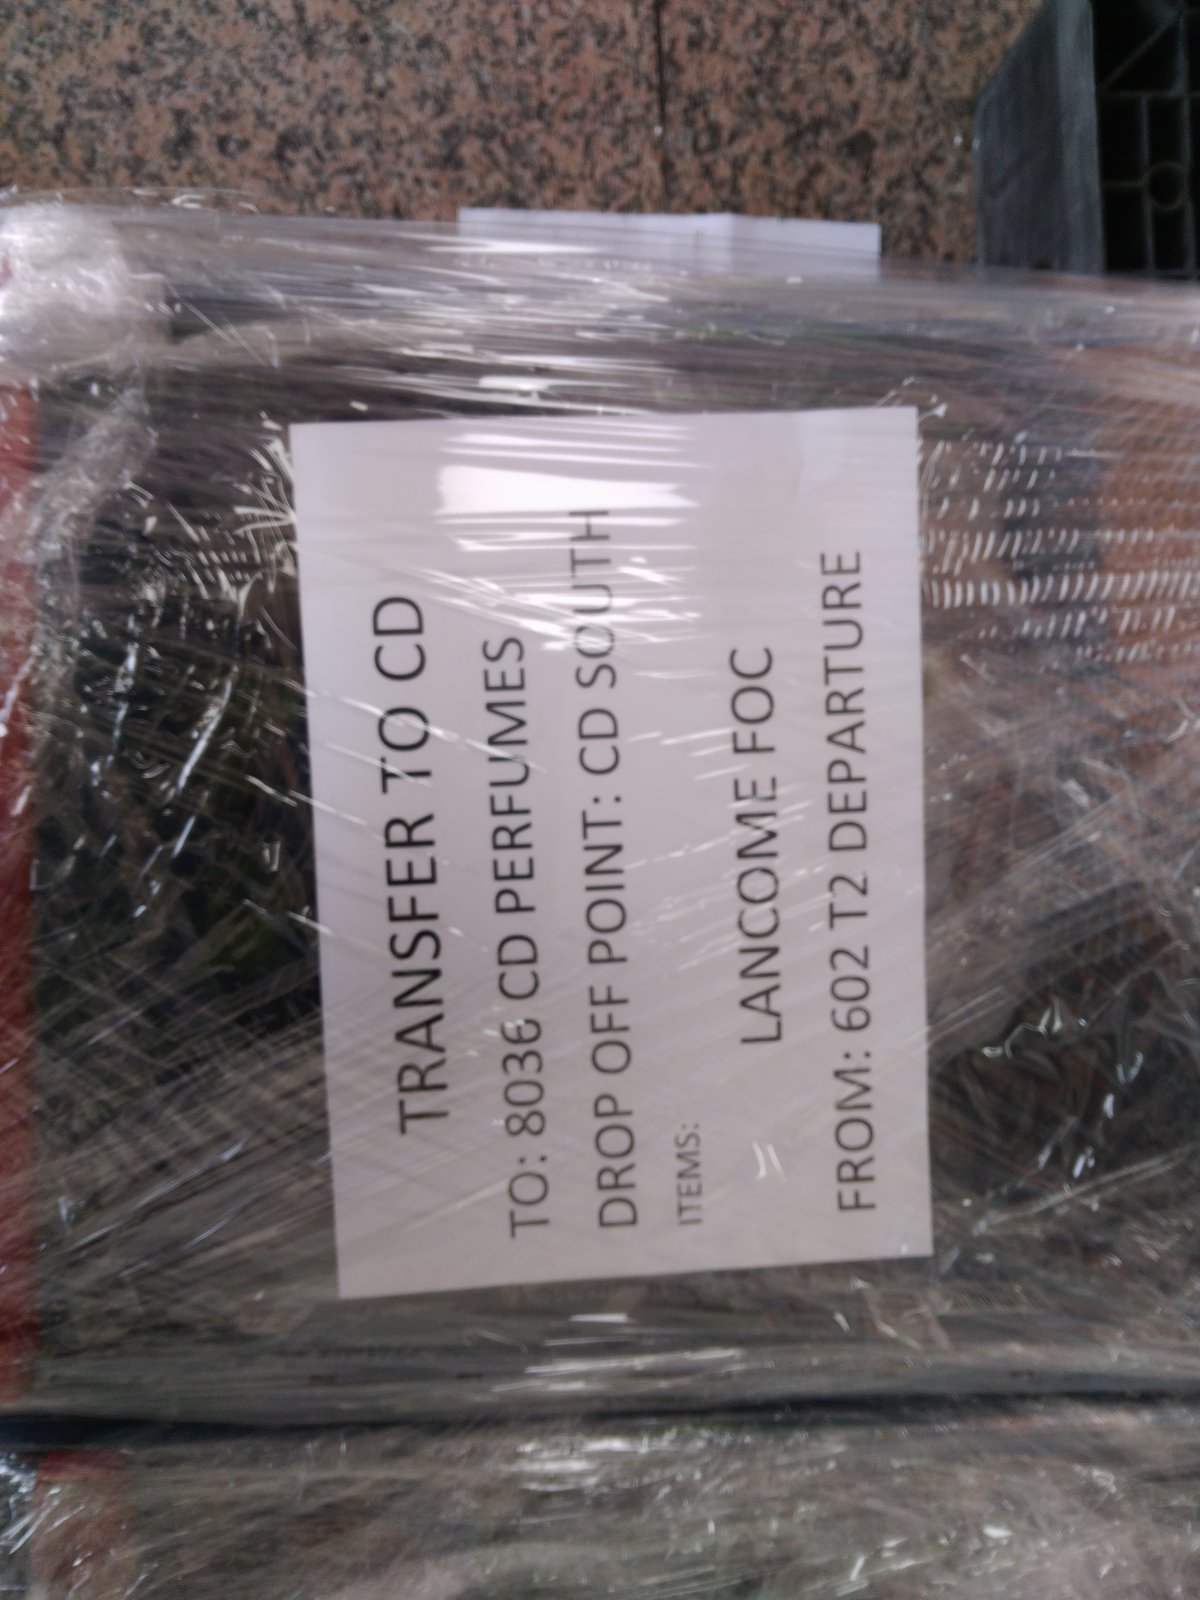 TRANSFER TO CD
TO: 8036 CD PERFUMES
DROP OFF POINT: CD SOUTH
ITEMS:
LANCOME FOC
FROM: 602 T2 DEPARTURE